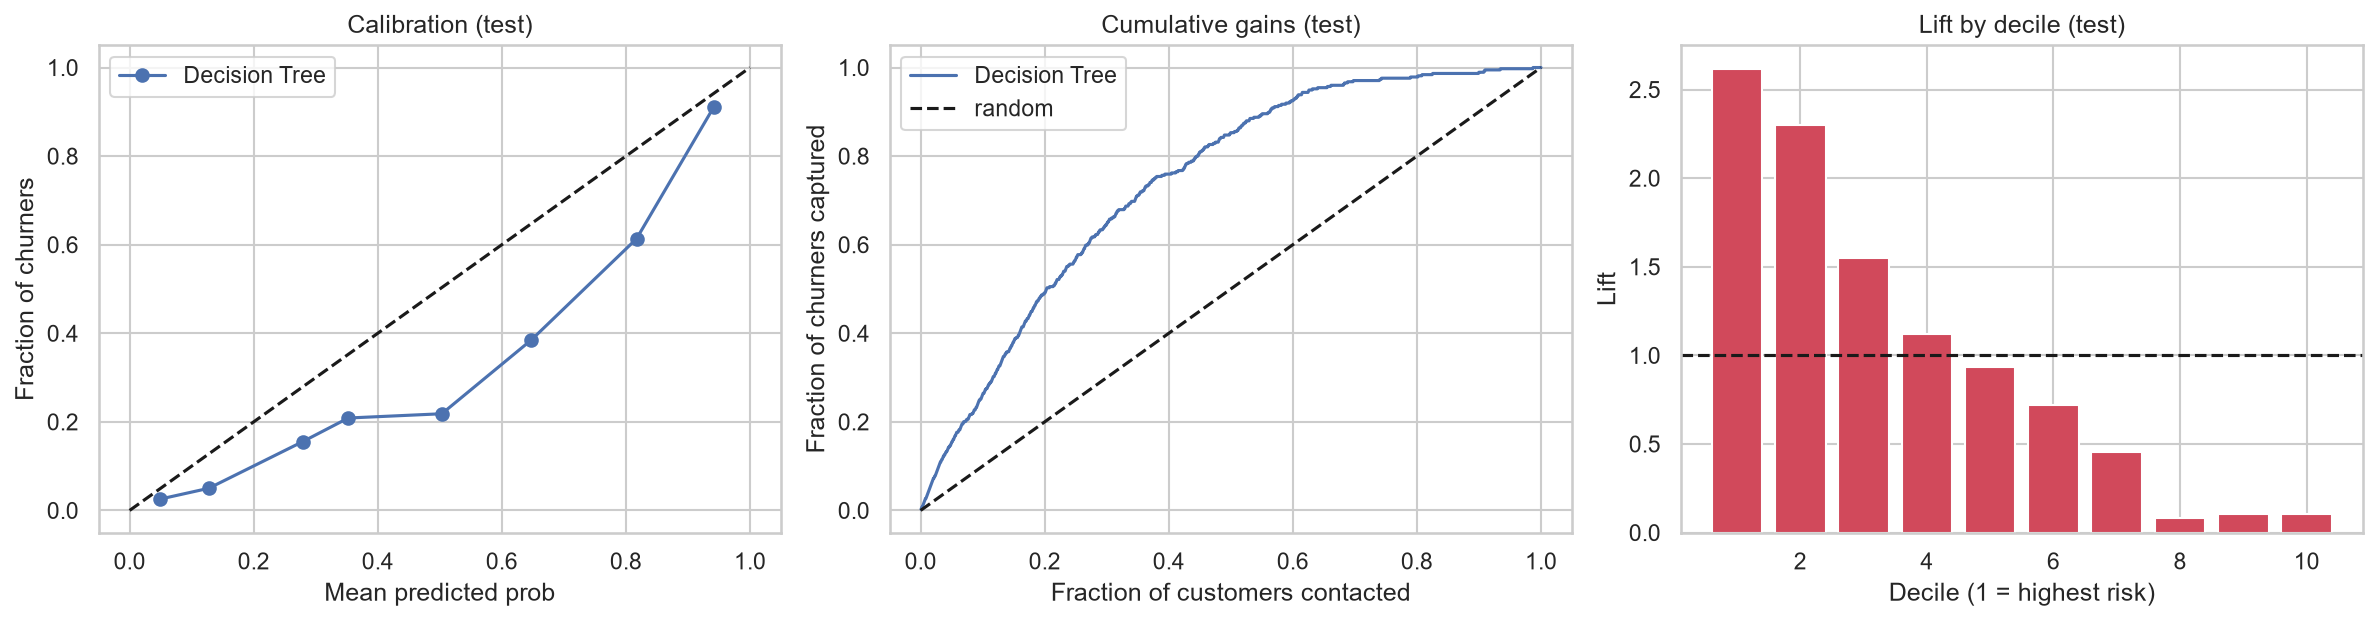 Calibration (test)
Decision Tree
Fraction of churners
1.0
0.8
0.6
0.4
0.2
0.0
0.0 0.2 0.4 0.6 0.8 1.0
Mean predicted prob
Cumulative gains (test)
Decision Tree
random
Fraction of churners captured
1.0
0.8
0.6
0.4
0.2
0.0
0.0 0.2 0.4 0.6 0.8 1.0
Fraction of customers contacted
Lift by decile (test)
Lift
2.5
2.0
1.5
1.0
0.5
0.0
2 4 6 8 10
Decile (1 = highest risk)